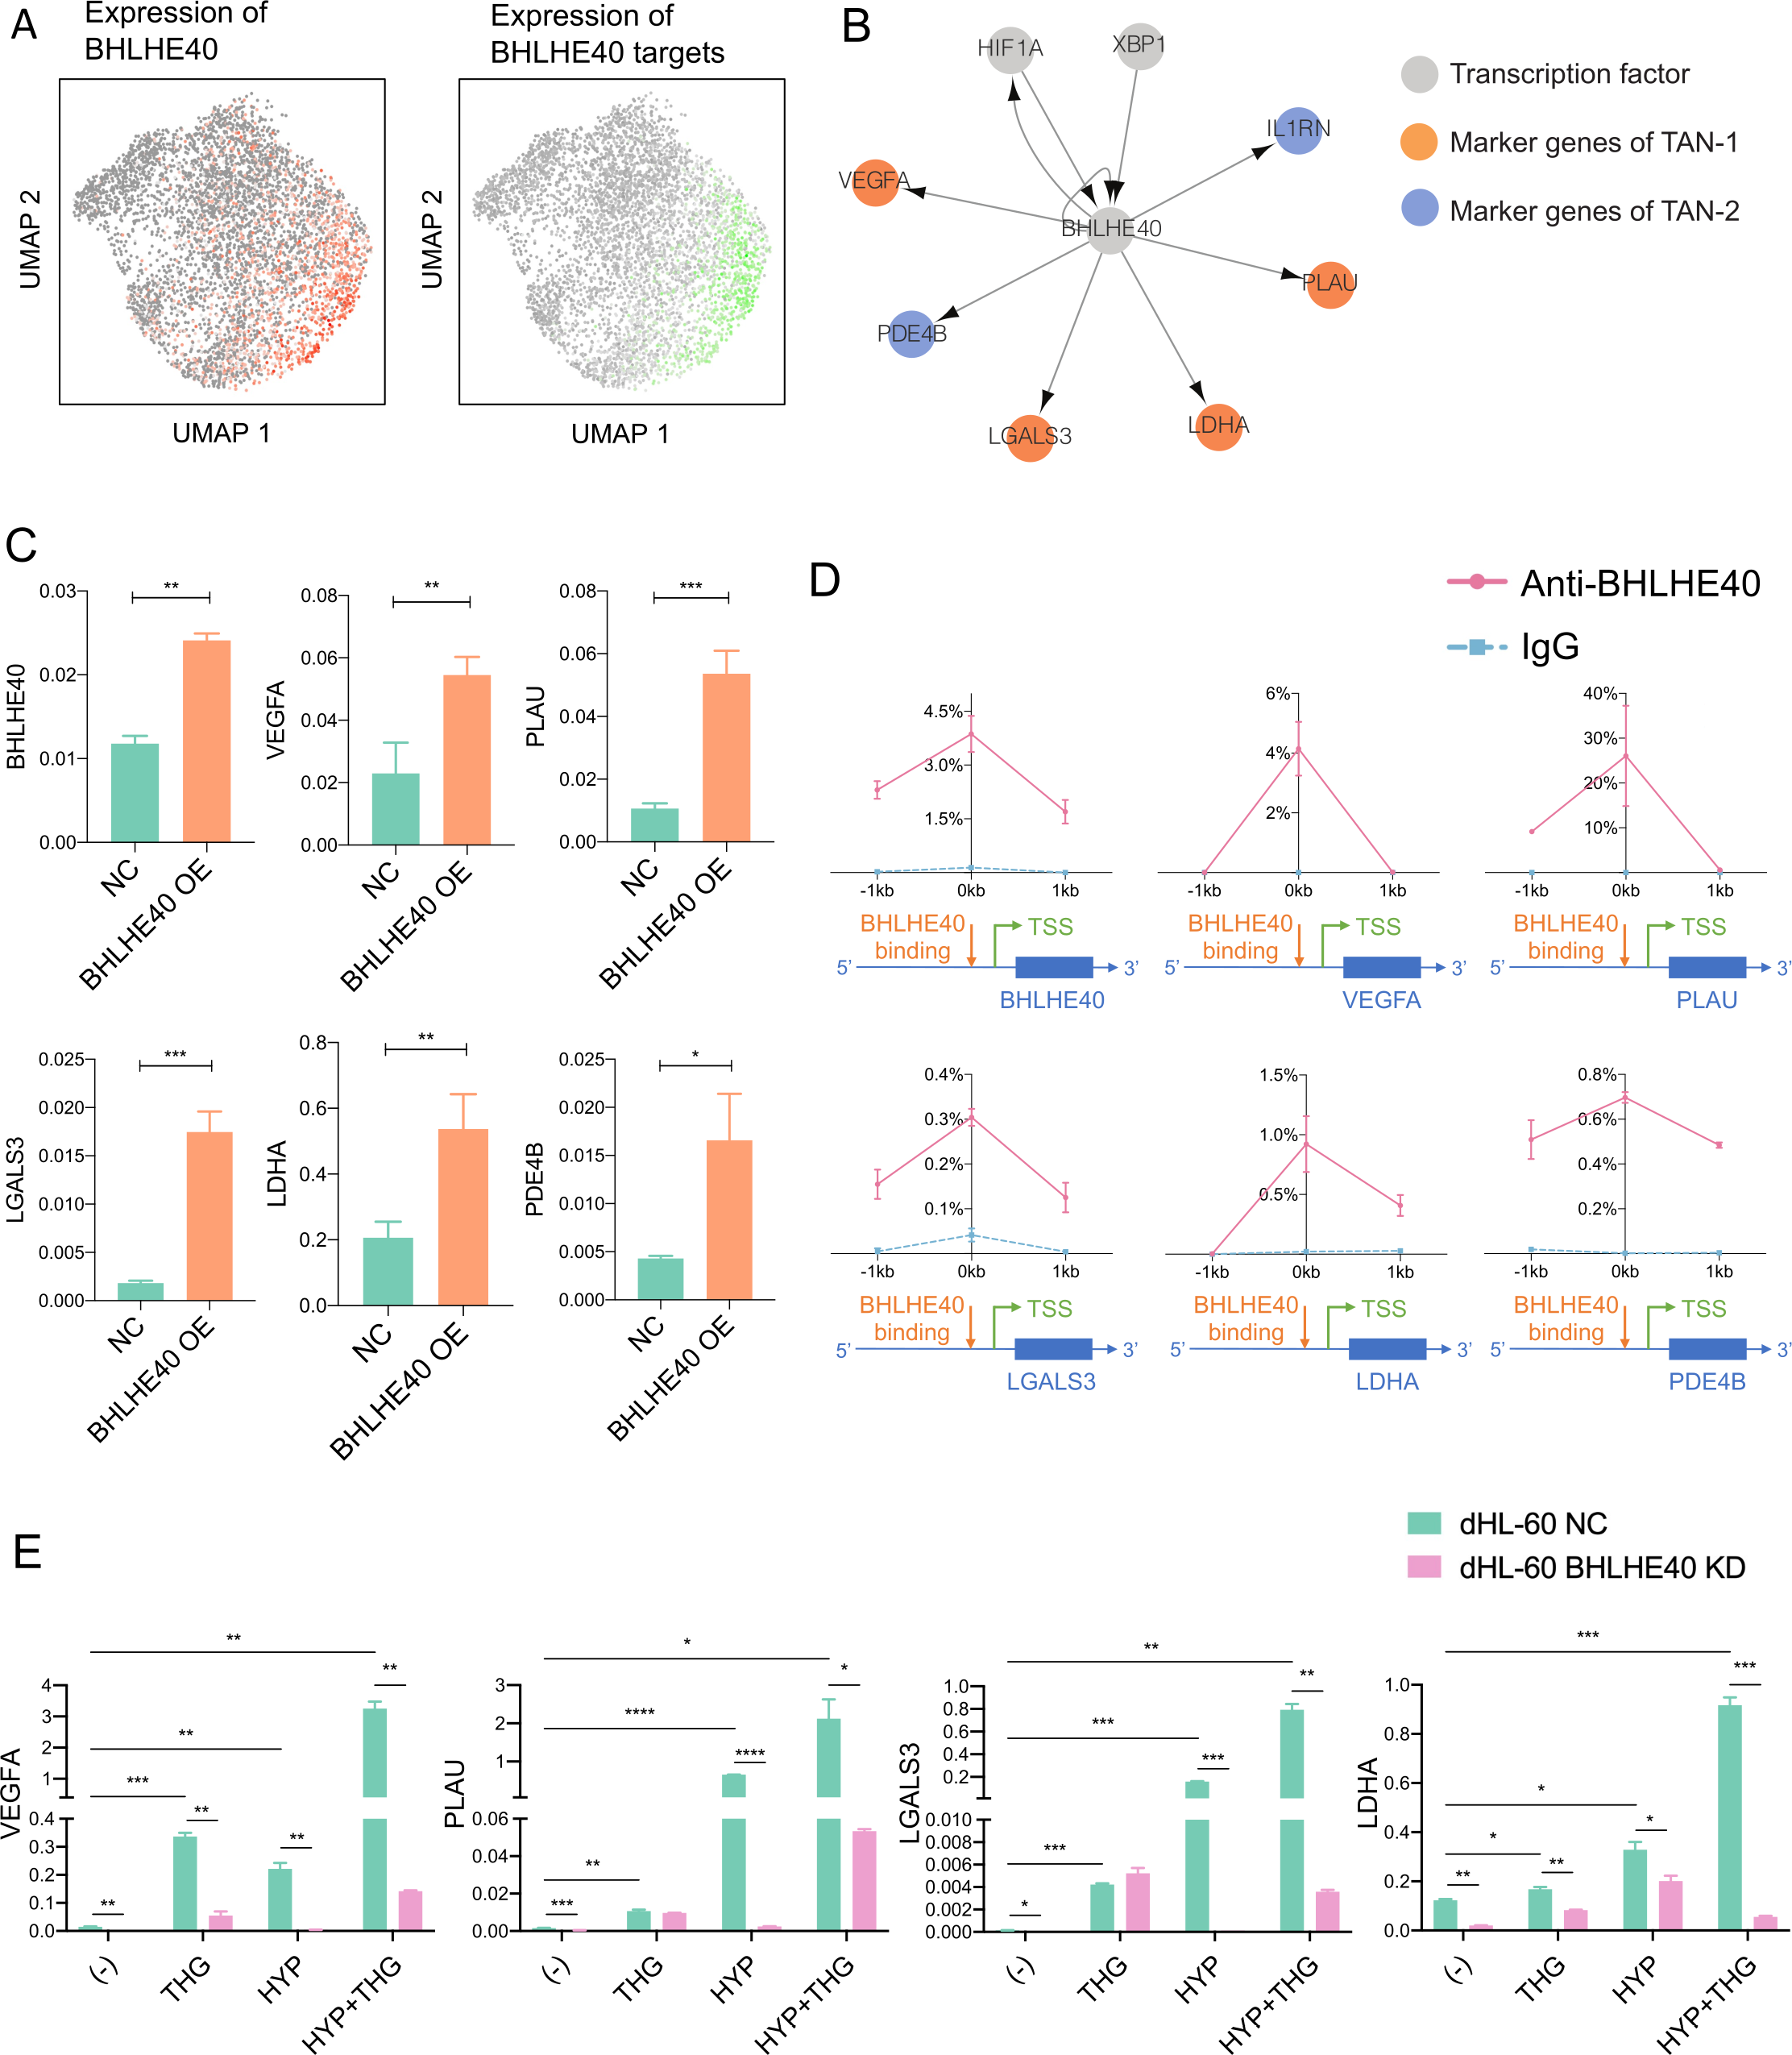 A
Expression of
BHLHE40
Expression of
BHLHE40 targets
UMAP 2
UMAP 1
UMAP 2
UMAP 1
B
HIF1A
XBP1
IL1RN
VEGFA
BHLHE40
PLAU
PDE4B
LGALS3
LDHA
Transcription factor
Marker genes of TAN-1
Marker genes of TAN-2
C
BHLHE40
0.03
0.02
0.01
0.00
**
NC
BHLHE40 OE
VEGFA
0.08
0.06
0.04
0.02
0.00
**
NC
BHLHE40 OE
PLAU
0.08
0.06
0.04
0.02
0.00
***
NC
BHLHE40 OE
LGALS3
0.025
0.020
0.015
0.010
0.005
0.000
***
NC
BHLHE40 OE
LDHA
0.8
0.6
0.4
0.2
0.0
**
NC
BHLHE40 OE
PDE4B
0.025
0.020
0.015
0.010
0.005
0.000
*
NC
BHLHE40 OE
D
Anti-BHLHE40
IgG
4.5%
3.0%
1.5%
-1kb 0kb 1kb
BHLHE40
binding
TSS
5’ 3’
BHLHE40
6%
4%
2%
-1kb 0kb 1kb
BHLHE40
binding
TSS
5’ 3’
VEGFA
40%
30%
20%
10%
-1kb 0kb 1kb
BHLHE40
binding
TSS
5’ 3’
PLAU
0.4%
0.3%
0.2%
0.1%
-1kb 0kb 1kb
BHLHE40
binding
TSS
5’ 3’
LGALS3
1.5%
1.0%
0.5%
-1kb 0kb 1kb
BHLHE40
binding
TSS
5’ 3’
LDHA
0.8%
0.6%
0.4%
0.2%
-1kb 0kb 1kb
BHLHE40
binding
TSS
5’ 3’
PDE4B
E
dHL-60 NC
dHL-60 BHLHE40 KD
VEGFA
4
3
2
1
0.4
0.3
0.2
0.1
0.0
**
**
**
***
**
**
**
(-)
THG
HYP
HYP+THG
PLAU
3
2
1
0.06
0.04
0.02
0.00
*
*
****
****
**
***
(-)
THG
HYP
HYP+THG
LGALS3
1.0
0.8
0.6
0.4
0.2
0.010
0.008
0.006
0.004
0.002
0.000
**
**
***
***
***
*
(-)
THG
HYP
HYP+THG
LDHA
1.0
0.8
0.6
0.4
0.2
0.0
***
***
*
*
*
**
**
(-)
THG
HYP
HYP+THG